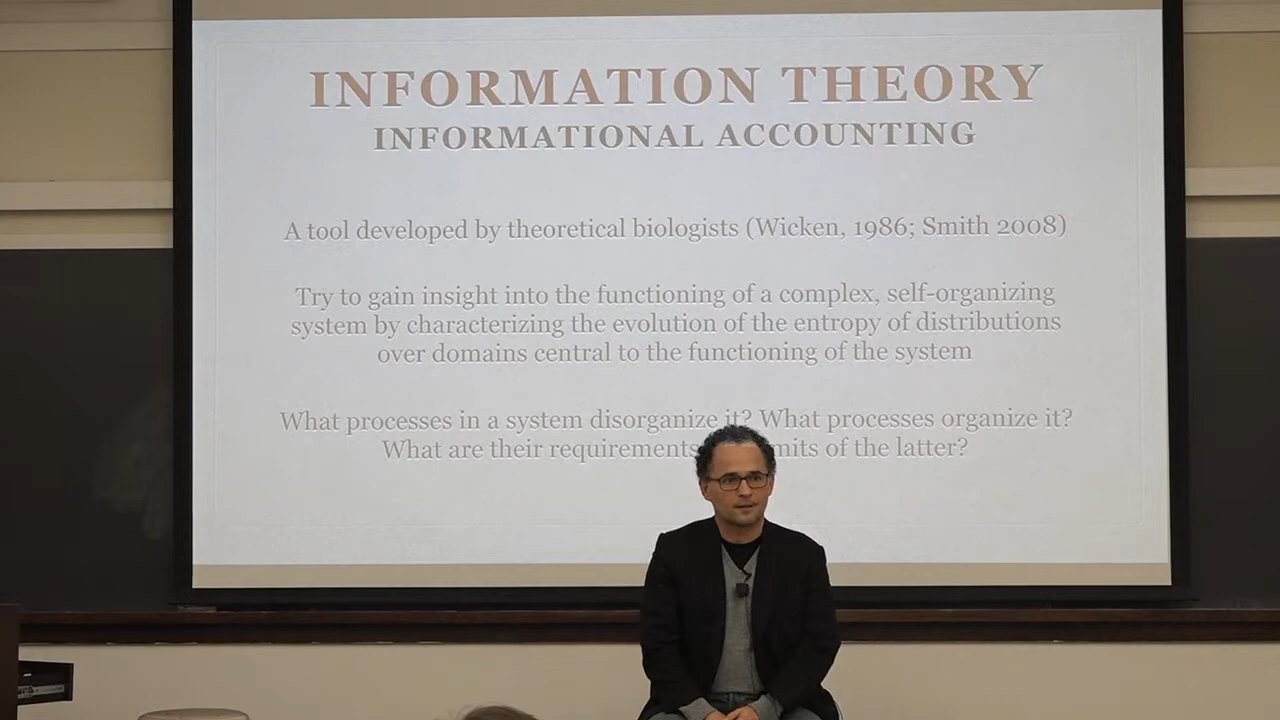 INFORMATION THEORY
INFORMATIONAL ACCOUNTING
A tool developed by theoretical biologists (Wicken, 1986; Smith 2008)
Try to gain insight into the functioning of a complex, self-organizing
system by characterizing the evolution of the entropy of distributions
over domains central to the functioning of the system
What processes in a system disorganize it? What processes organize it?
What are their requirements of the latter?